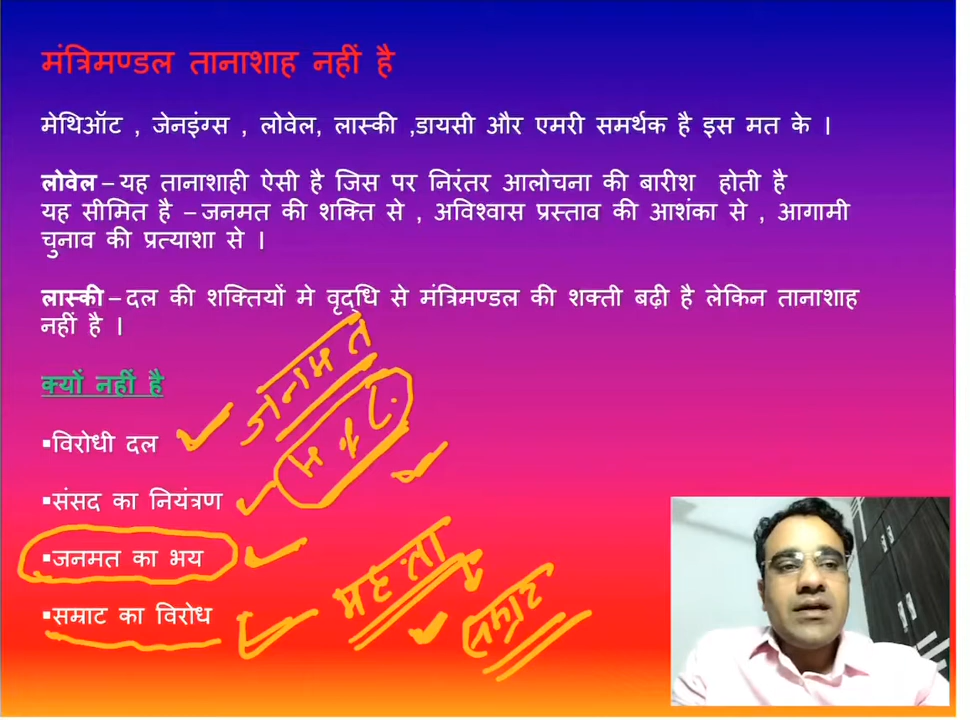 मंत्रिमण्डल तानाशाह नहीं है
मेथिऑट , जेनइंग्स , लोवेल, लास्की ,डायसी और एमरी समर्थक है इस मत के ।
लोवेल – यह तानाशाही ऐसी है जिस पर निरंतर आलोचना की बारीश होती है
यह सीमित है – जनमत की शक्ति से , अविश्वास प्रस्ताव की आशंका से , आगामी
चुनाव की प्रत्याशा से ।
लास्की – दल की शक्तियों मे वृद्धि से मंत्रिमण्डल की शक्ती बढ़ी है लेकिन तानाशाह
नहीं है ।
क्यों नहीं है
▪विरोधी दल
जनमत
▪संसद का नियंत्रण
▪जनमत का भय
▪सम्राट का विरोध
सम्राट